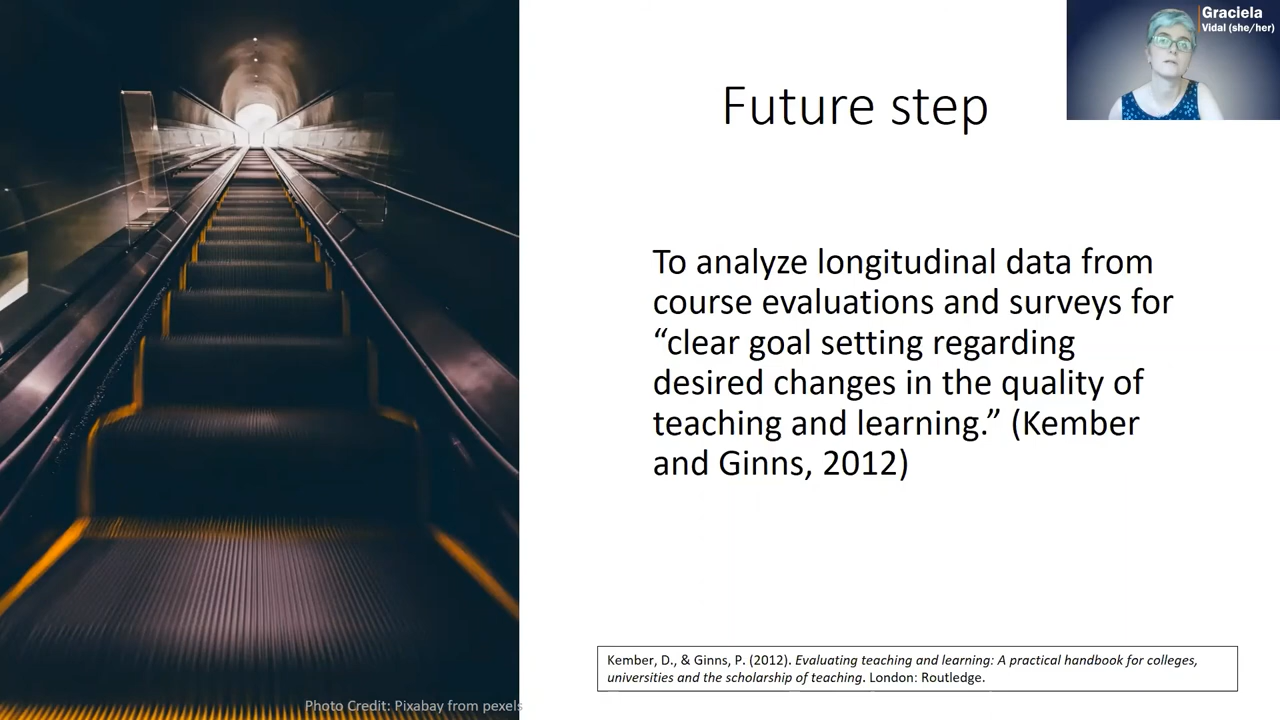 Graciela
Vidal (she/her)
Future step
To analyze longitudinal data from
course evaluations and surveys for
“clear goal setting regarding
desired changes in the quality of
teaching and learning.” (Kember
and Ginns, 2012)
Kember, D., & Ginns, P. (2012). Evaluating teaching and learning: A practical handbook for colleges,
universities and the scholarship of teaching. London: Routledge.
Photo Credit: Pixabay from pexels